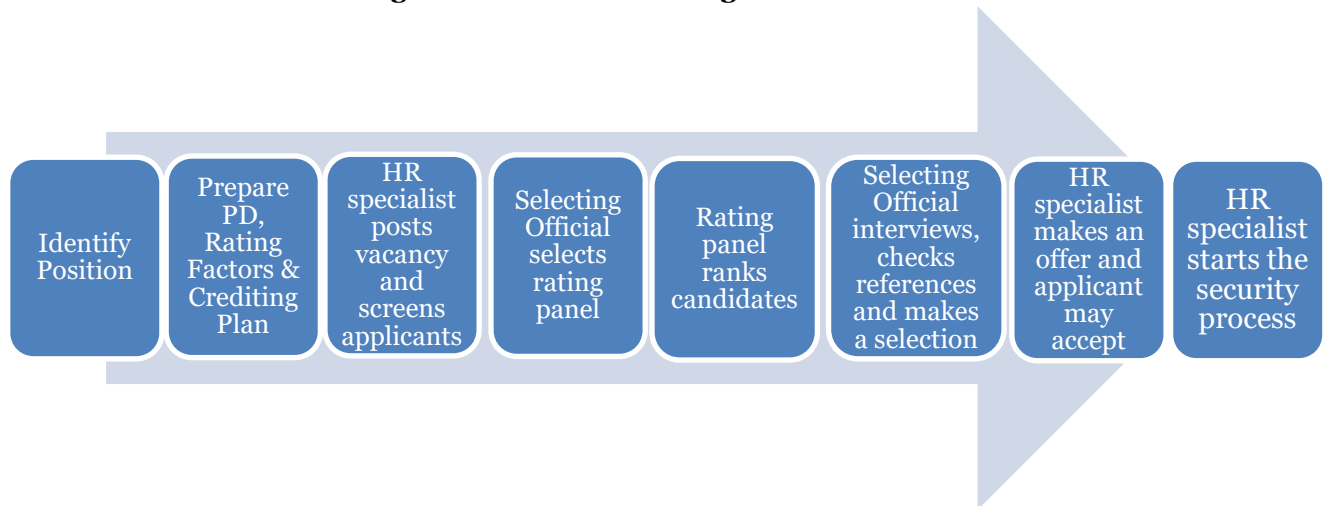 Identify
Position
Prepare
PD,
Rating
Factors &
Crediting
Plan
HR
specialist
posts
vacancy
and
screens
applicants
Selecting
Official
selects
rating
panel
Rating
panel
ranks
candidates
Selecting
Official
interviews,
checks
references
and makes
a selection
HR
specialist
makes an
offer and
applicant
may
accept
HR
specialist
starts the
security
process